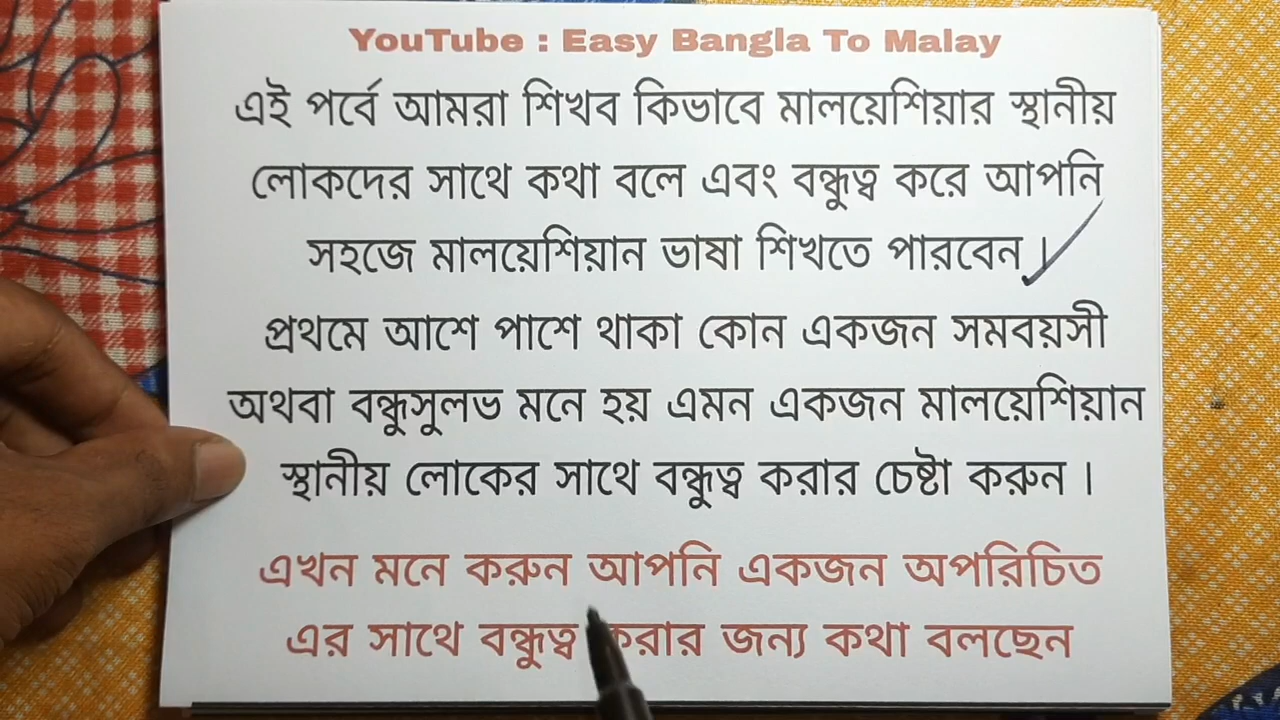 YouTube : Easy Bangla To Malay
এই পর্বে আমরা শিখব কিভাবে মালয়েশিয়ার স্থানীয়
লোকদের সাথে কথা বলে এবং বন্ধুত্ব করে আপনি
সহজে মালয়েশিয়ান ভাষা শিখতে পারবেন ।
প্রথমে আশে পাশে থাকা কোন একজন সমবয়সী
অথবা বন্ধুসুলভ মনে হয় এমন একজন মালয়েশিয়ান
স্থানীয় লোকের সাথে বন্ধুত্ব করার চেষ্টা করুন ।
এখন মনে করুন আপনি একজন অপরিচিত
এর সাথে বন্ধুত্ব করার জন্য কথা বলছেন